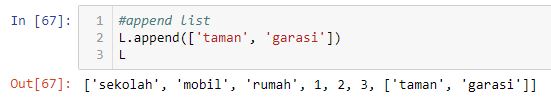 In [67]: 1 #append list
2 L.append(['taman', 'garasi'])
3 L
Out[67]: ['sekolah', 'mobil', 'rumah', 1, 2, 3, ['taman', 'garasi']]